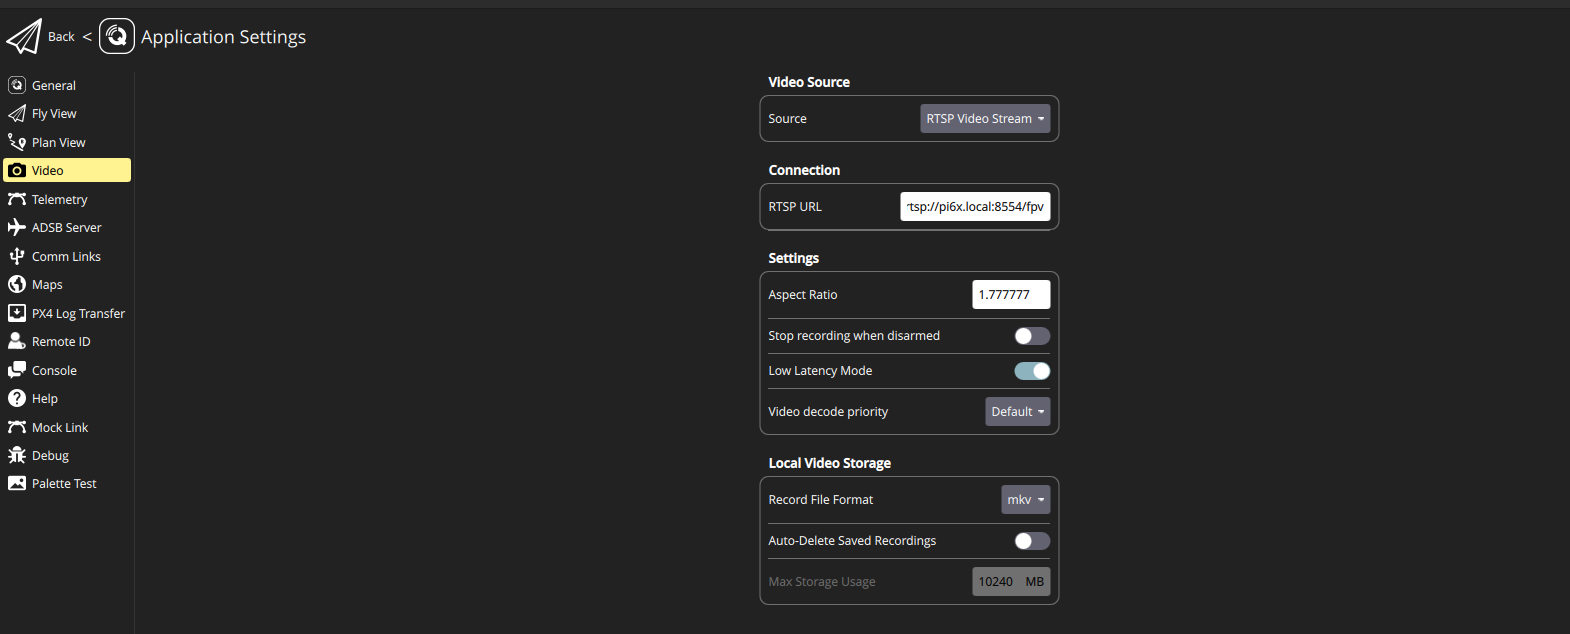 Back < Application Settings
General
Fly View
Plan View
Video
Telemetry
ADSB Server
Comm Links
Maps
PX4 Log Transfer
Remote ID
Console
Help
Mock Link
Debug
Palette Test
Video Source
Source RTSP Video Stream
Connection
RTSP URL rtsp://pi6x.local:8554/fpv
Settings
Aspect Ratio 1.777777
Stop recording when disarmed
Low Latency Mode
Video decode priority Default
Local Video Storage
Record File Format mkv
Auto-Delete Saved Recordings
Max Storage Usage 10240 MB